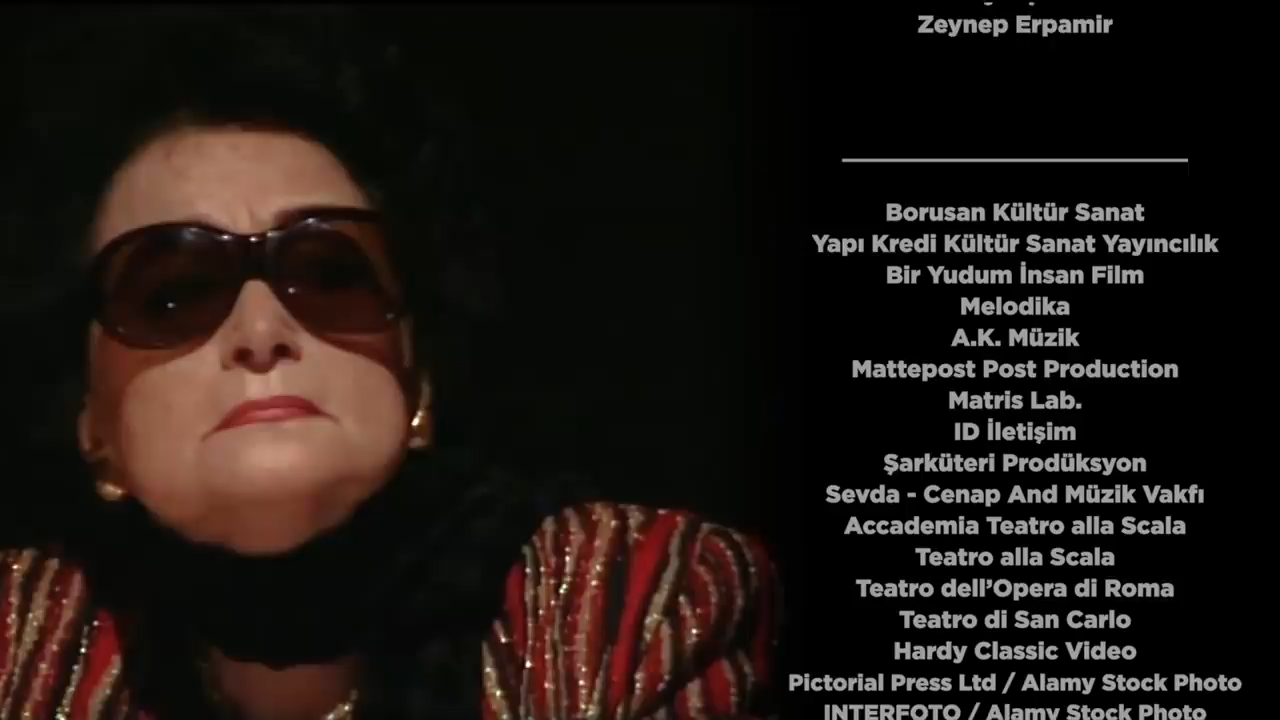 Zeynep Erpamir
Borusan Kültür Sanat
Yapı Kredi Kültür Sanat Yayıncılık
Bir Yudum İnsan Film
Melodika
A.K. Müzik
Mattepost Post Production
Matris Lab.
ID İletişim
Şarküteri Prodüksyon
Sevda - Cenap And Müzik Vakfı
Accademia Teatro alla Scala
Teatro alla Scala
Teatro dell’Opera di Roma
Teatro di San Carlo
Hardy Classic Video
Pictorial Press Ltd / Alamy Stock Photo
INTERFOTO / Alamy Stock Photo